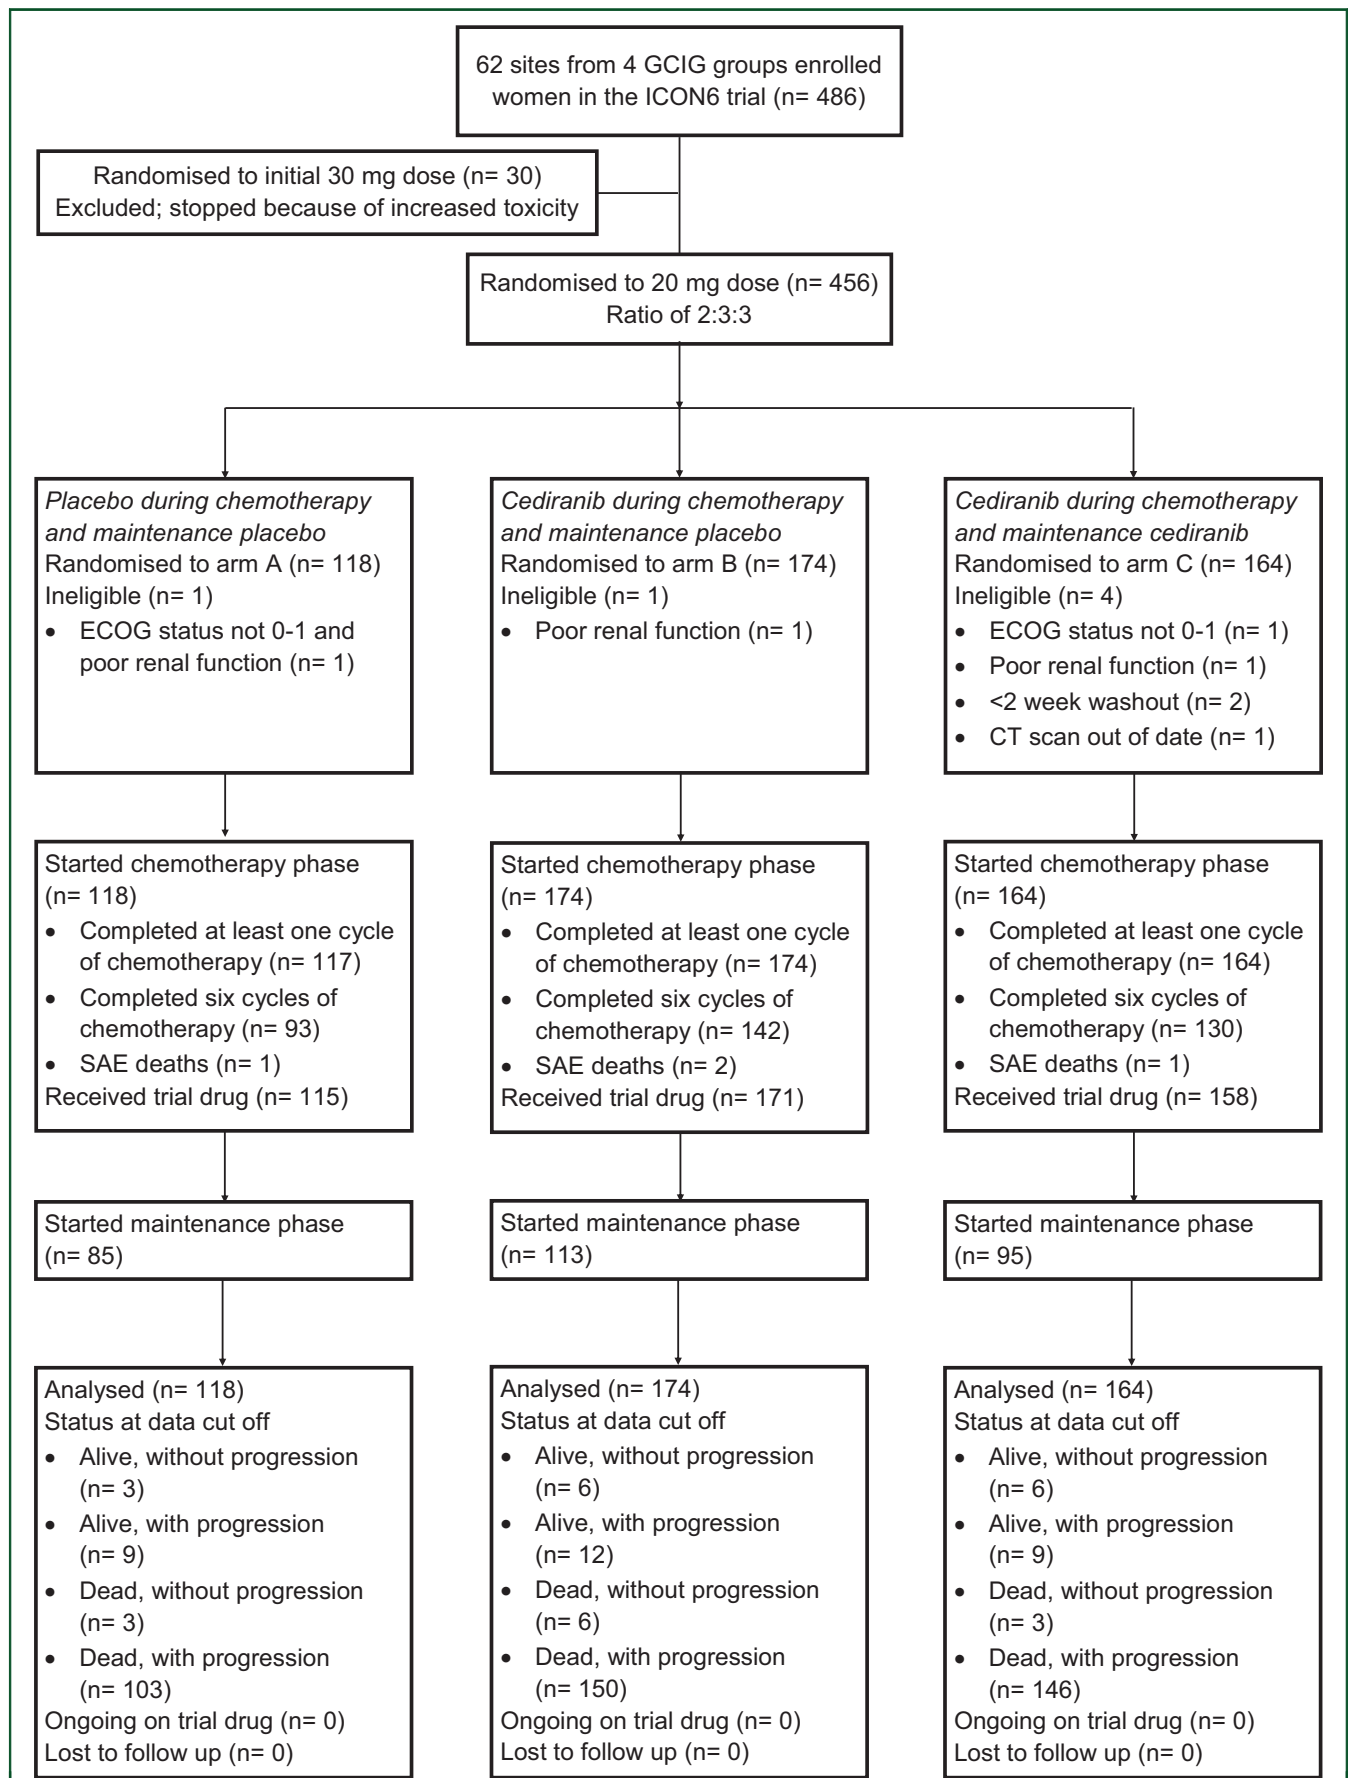 62 sites from 4 GCIG groups enrolled
women in the ICON6 trial (n= 486)
Randomised to initial 30 mg dose (n= 30)
Excluded; stopped because of increased toxicity
Randomised to 20 mg dose (n= 456)
Ratio of 2:3:3
Placebo during chemotherapy
and maintenance placebo
Randomised to arm A (n= 118)
Ineligible (n= 1)
• ECOG status not 0-1 and
poor renal function (n= 1)
Cediranib during chemotherapy
and maintenance placebo
Randomised to arm B (n= 174)
Ineligible (n= 1)
• Poor renal function (n= 1)
Cediranib during chemotherapy
and maintenance cediranib
Randomised to arm C (n= 164)
Ineligible (n= 4)
• ECOG status not 0-1 (n= 1)
• Poor renal function (n= 1)
• <2 week washout (n= 2)
• CT scan out of date (n= 1)
Started chemotherapy phase
(n= 118)
• Completed at least one cycle
of chemotherapy (n= 117)
• Completed six cycles of
chemotherapy (n= 93)
• SAE deaths (n= 1)
Received trial drug (n= 115)
Started chemotherapy phase
(n= 174)
• Completed at least one cycle
of chemotherapy (n= 174)
• Completed six cycles of
chemotherapy (n= 142)
• SAE deaths (n= 2)
Received trial drug (n= 171)
Started chemotherapy phase
(n= 164)
• Completed at least one cycle
of chemotherapy (n= 164)
• Completed six cycles of
chemotherapy (n= 130)
• SAE deaths (n= 1)
Received trial drug (n= 158)
Started maintenance phase
(n= 85)
Started maintenance phase
(n= 113)
Started maintenance phase
(n= 95)
Analysed (n= 118)
Status at data cut off
• Alive, without progression
(n= 3)
• Alive, with progression
(n= 9)
• Dead, without progression
(n= 3)
• Dead, with progression
(n= 103)
Ongoing on trial drug (n= 0)
Lost to follow up (n= 0)
Analysed (n= 174)
Status at data cut off
• Alive, without progression
(n= 6)
• Alive, with progression
(n= 12)
• Dead, without progression
(n= 6)
• Dead, with progression
(n= 150)
Ongoing on trial drug (n= 0)
Lost to follow up (n= 0)
Analysed (n= 164)
Status at data cut off
• Alive, without progression
(n= 6)
• Alive, with progression
(n= 9)
• Dead, without progression
(n= 3)
• Dead, with progression
(n= 146)
Ongoing on trial drug (n= 0)
Lost to follow up (n= 0)